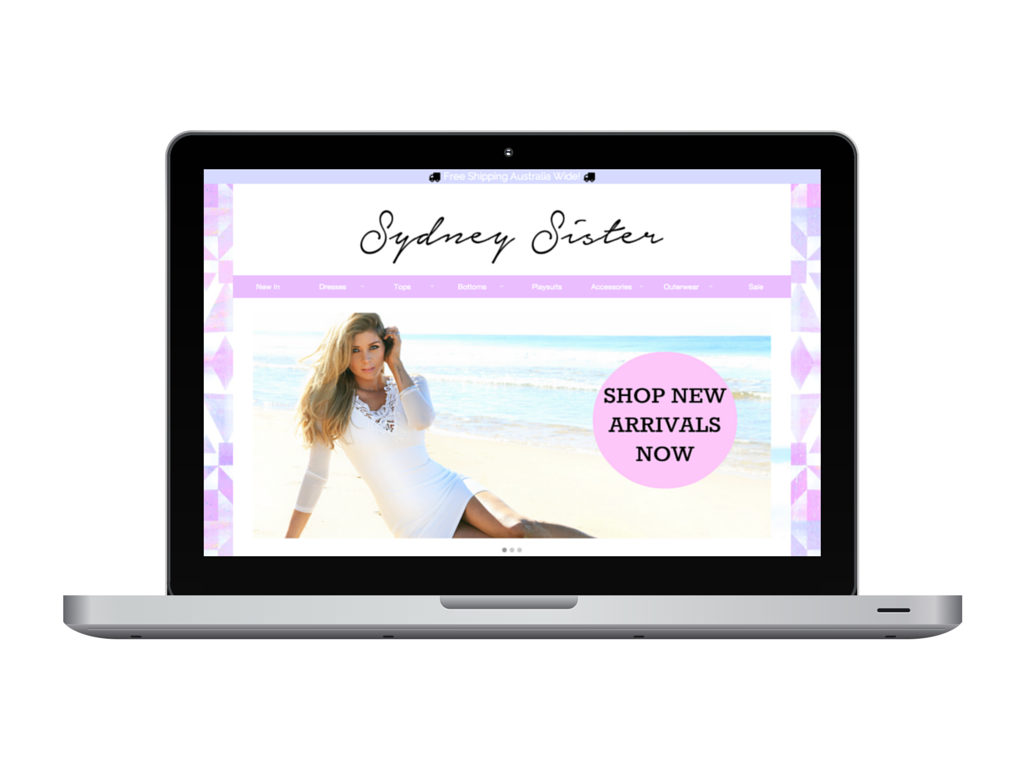 Free Shipping Australia Wide!
Sydney Sister
New In Dresses Tops Bottoms Playsuits Accessories Outerwear Sale
SHOP NEW
ARRIVALS
NOW